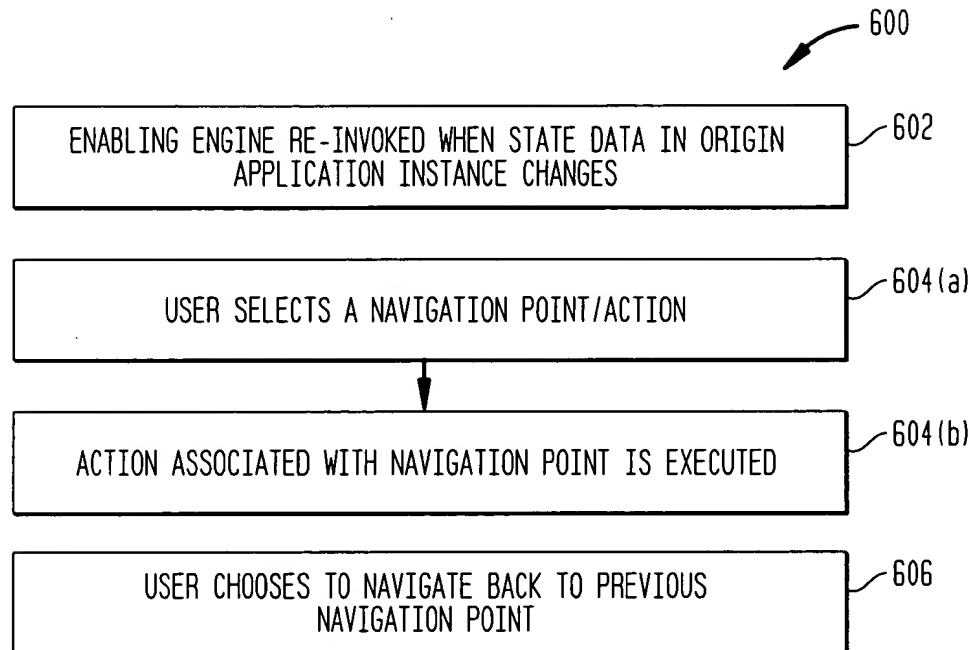 600
ENABLING ENGINE RE-INVOKED WHEN STATE DATA IN ORIGIN
APPLICATION INSTANCE CHANGES
602
USER SELECTS A NAVIGATION POINT/ACTION
604(a)
ACTION ASSOCIATED WITH NAVIGATION POINT IS EXECUTED
604(b)
USER CHOOSES TO NAVIGATE BACK TO PREVIOUS
NAVIGATION POINT
606